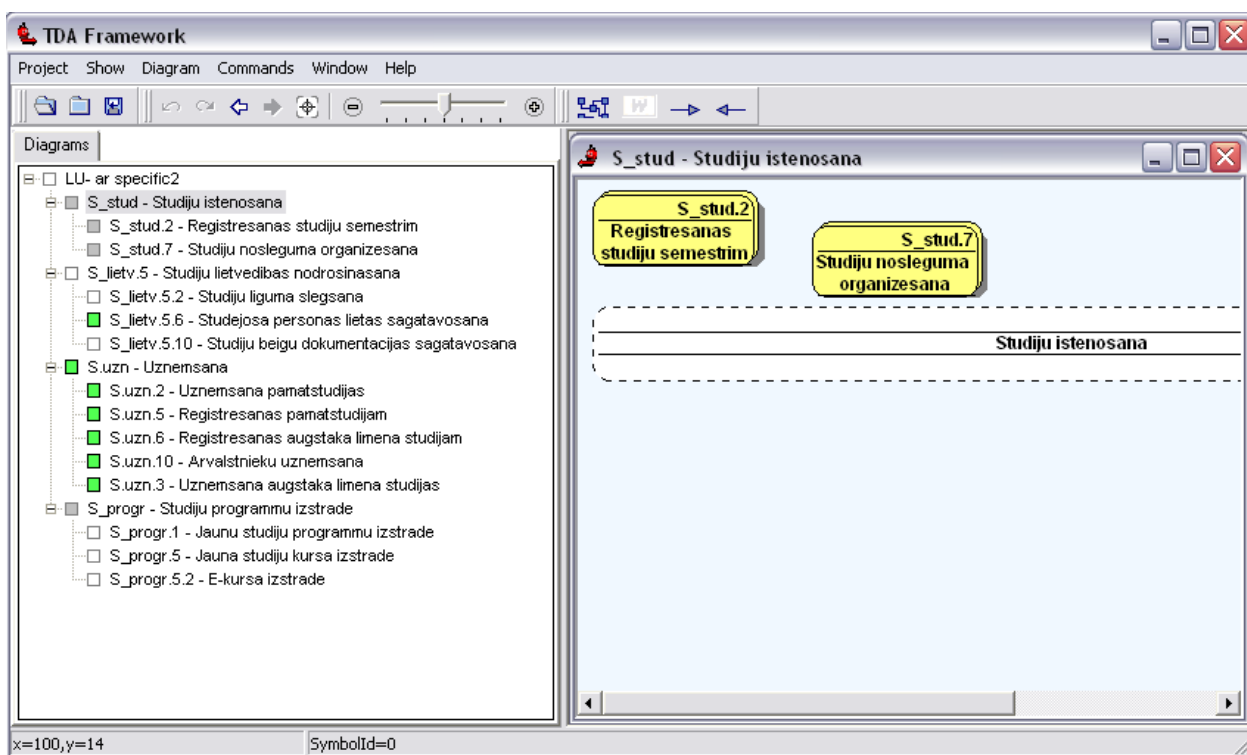 TDA Framework
Project Show Diagram Commands Window Help
W
Diagrams
LU- ar specific2
S_stud - Studiju istenosana
S_stud.2 - Registresanas studiju semestrim
S_stud.7 - Studiju nosleguma organizesana
S_lietv.5 - Studiju lietvedibas nodrosinasana
S_lietv.5.2 - Studiju liguma slegsana
S_lietv.5.6 - Studejosa personas lietas sagatavosana
S_lietv.5.10 - Studiju beigu dokumentacijas sagatavosana
S.uzn - Uznemsana
S.uzn.2 - Uznemsana pamatstudijas
S.uzn.5 - Registresanas pamatstudijam
S.uzn.6 - Registresanas augstaka limena studijam
S.uzn.10 - Arvalstnieku uznemsana
S.uzn.3 - Uznemsana augstaka limena studijas
S_progr - Studiju programmu izstrade
S_progr.1 - Jaunu studiju programmu izstrade
S_progr.5 - Jauna studiju kursa izstrade
S_progr.5.2 - E-kursa izstrade
S_stud - Studiju istenosana
S_stud.2
Registresanas
studiju semestrim
S_stud.7
Studiju nosleguma
organizesana
Studiju istenosana
x=100,y=14
SymbolId=0